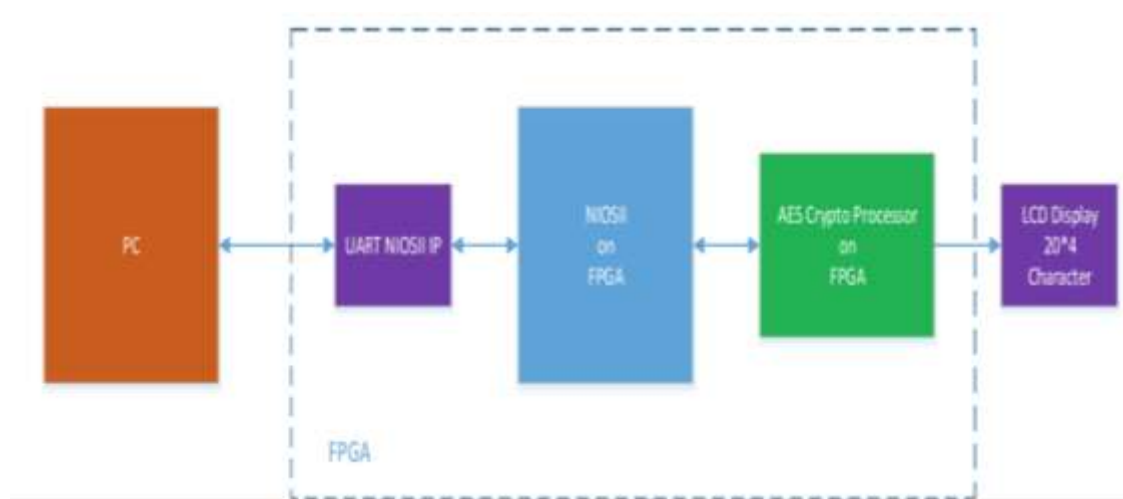 PC
UART NIOSII IP
NIOSII
on
FPGA
AES Crypto Processor
on
FPGA
LCD Display
20*4
Character
FPGA